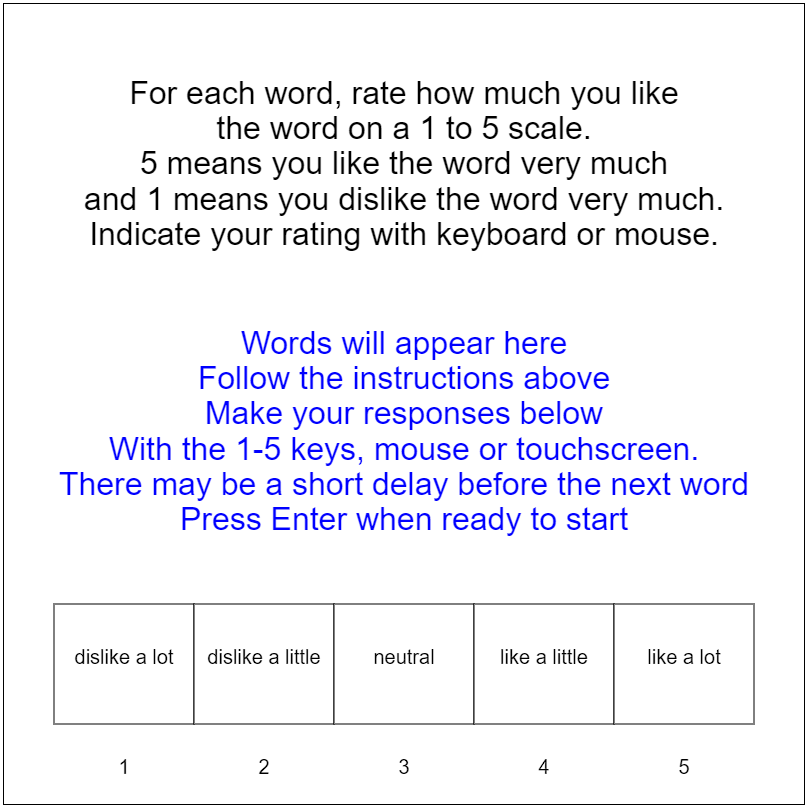 For each word, rate how much you like
the word on a 1 to 5 scale.
5 means you like the word very much
and 1 means you dislike the word very much.
Indicate your rating with keyboard or mouse.
Words will appear here
Follow the instructions above
Make your responses below
With the 1-5 keys, mouse or touchscreen.
There may be a short delay before the next word
Press Enter when ready to start
dislike a lot dislike a little neutral like a little like a lot
1 2 3 4 5